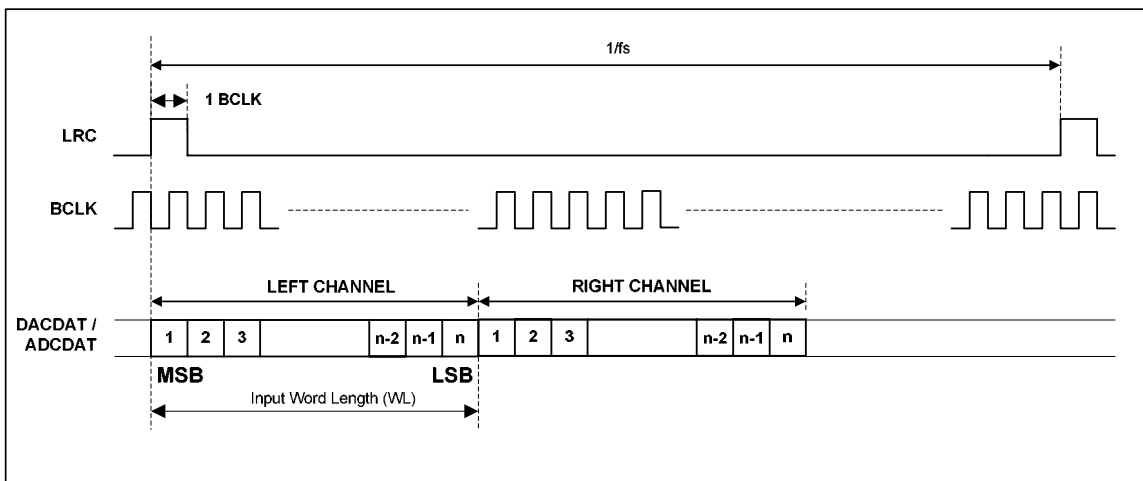 1/fs
1 BCLK
LRC
BCLK
LEFT CHANNEL
RIGHT CHANNEL
DACDAT /
ADCDAT
1 2 3 n-2 n-1 n 1 2 3 n-2 n-1 n
MSB LSB
Input Word Length (WL)